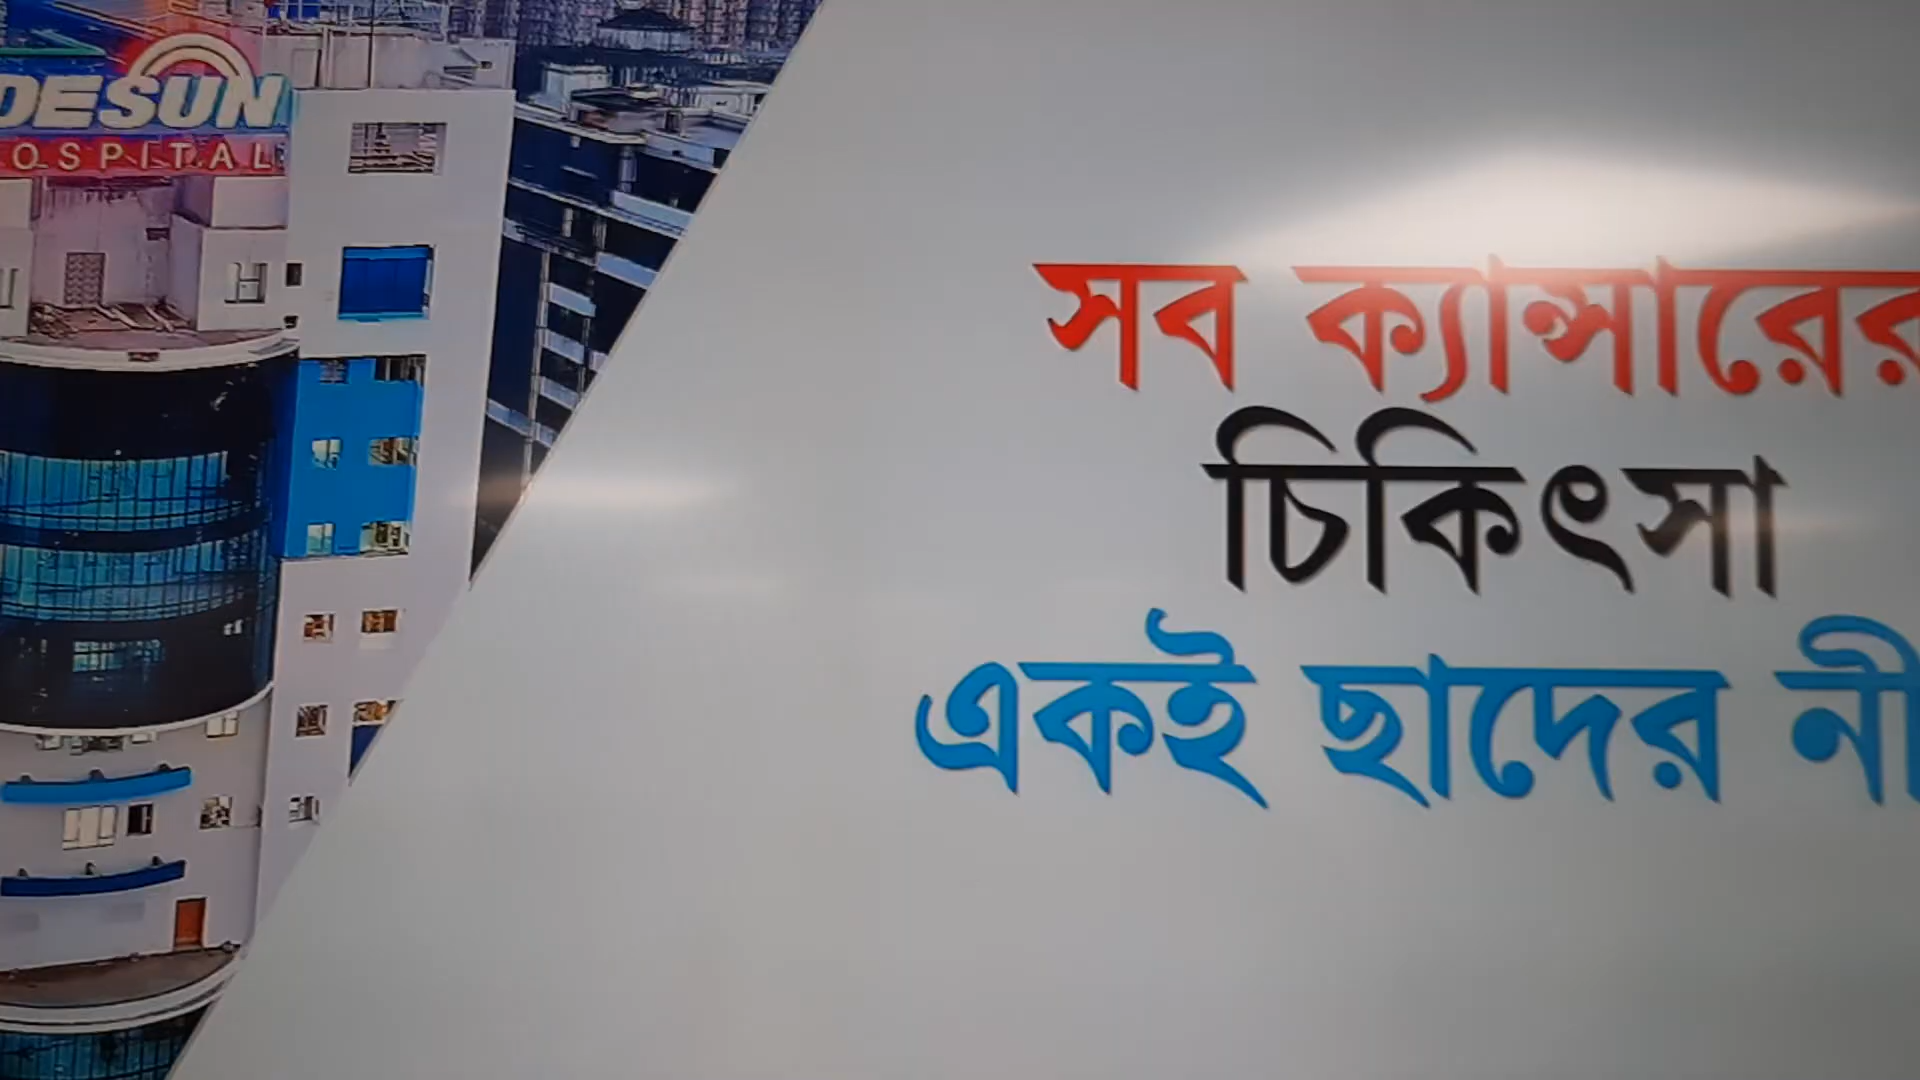 DESUN
OSPITAL
সব ক্যান্সারের
চিকিৎসা
একই ছাদের নী